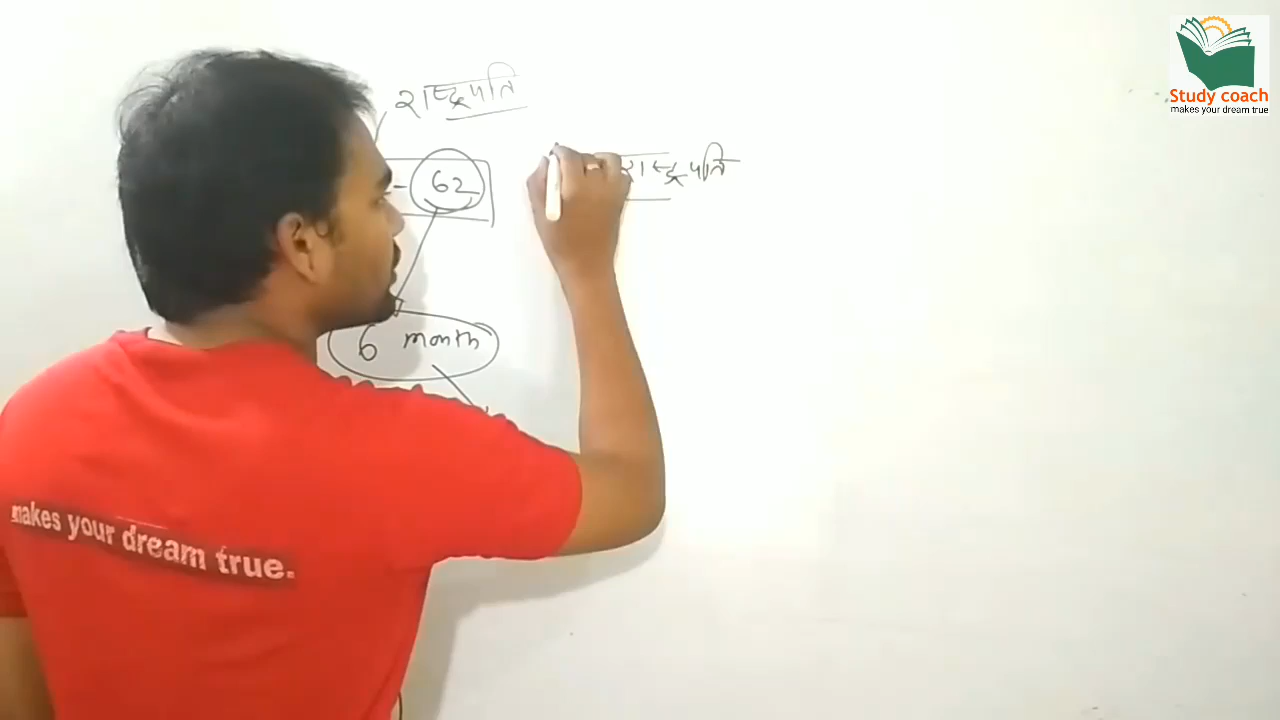 राष्ट्रपति
- 62
राष्ट्रपति
6 month
makes your dream true.
Study coach
makes your dream true